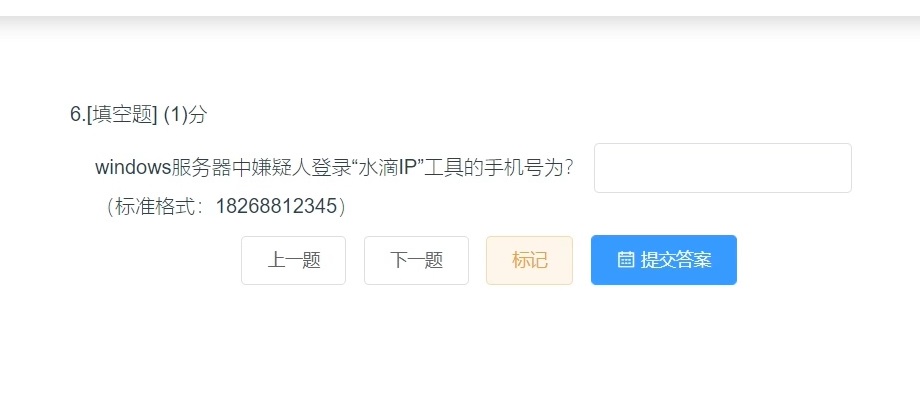 6.[填空题] (1)分
windows服务器中嫌疑人登录“水滴IP”工具的手机号为？
（标准格式：18268812345）
上一题 下一题 标记 提交答案